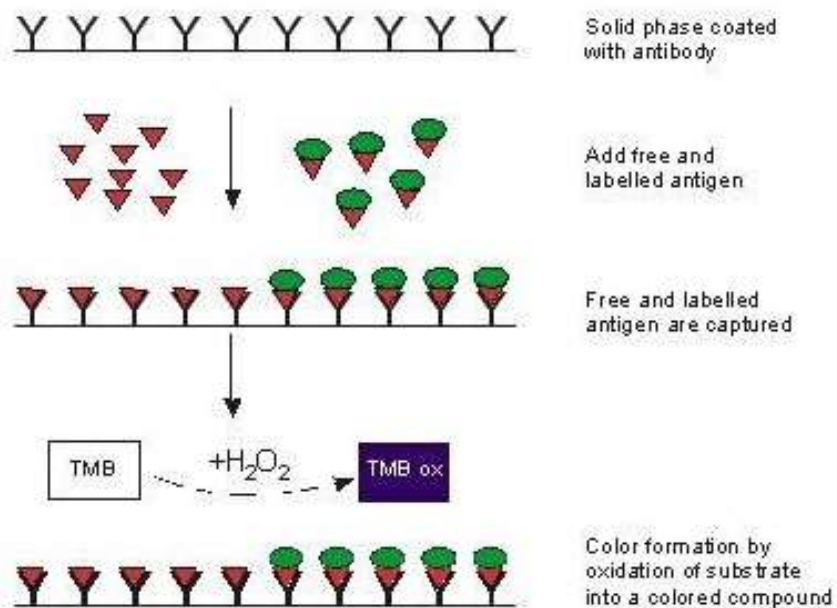 Solid phase coated
with antibody
Add free and
labelled antigen
Free and labelled
antigen are captured
TMB
+H₂O₂
TMB ox
Color formation by
oxidation of substrate
into a colored compound